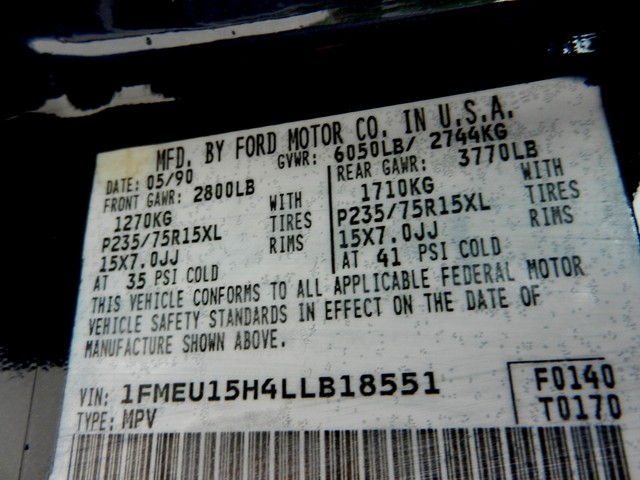 MFD. BY FORD MOTOR CO. IN U.S.A.
DATE: 05/90 GVWR: 6050LB/ 2744KG
FRONT GAWR: 2800LB REAR GAWR: 3770LB
1270KG WITH 1710KG WITH
P235/75R15XL TIRES P235/75R15XL TIRES
15X7.0JJ RIMS 15X7.0JJ RIMS
AT 35 PSI COLD AT 41 PSI COLD
THIS VEHICLE CONFORMS TO ALL APPLICABLE FEDERAL MOTOR
VEHICLE SAFETY STANDARDS IN EFFECT ON THE DATE OF
MANUFACTURE SHOWN ABOVE.
VIN: 1FMEU15H4LLB18551 F0140
TYPE: MPV T0170